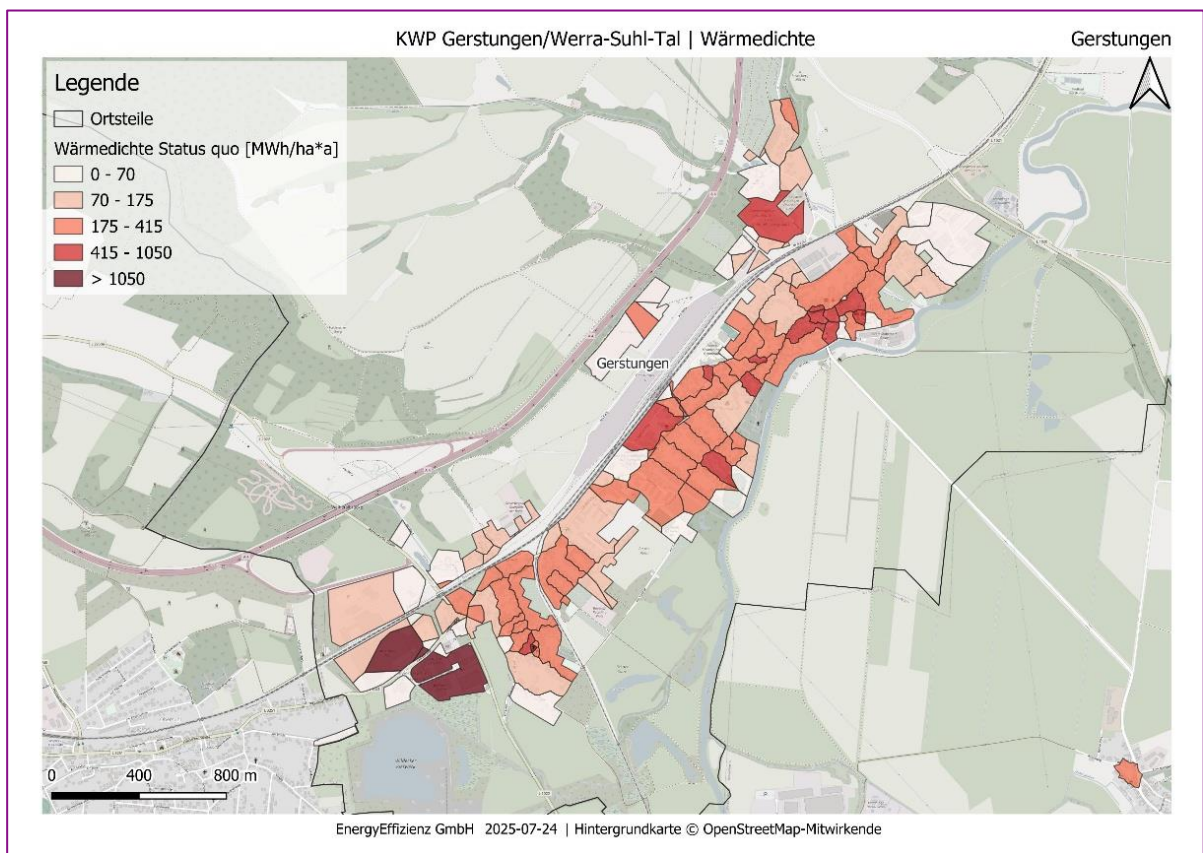 KWP Gerstungen/Werra-Suhl-Tal | Wärmedichte
Gerstungen
Legende
Ortsteile
Wärmedichte Status quo [MWh/ha*a]
0 - 70
70 - 175
175 - 415
415 - 1050
> 1050
Gerstungen
0 400 800 m
EnergyEffizienz GmbH 2025-07-24 | Hintergrundkarte © OpenStreetMap-Mitwirkende